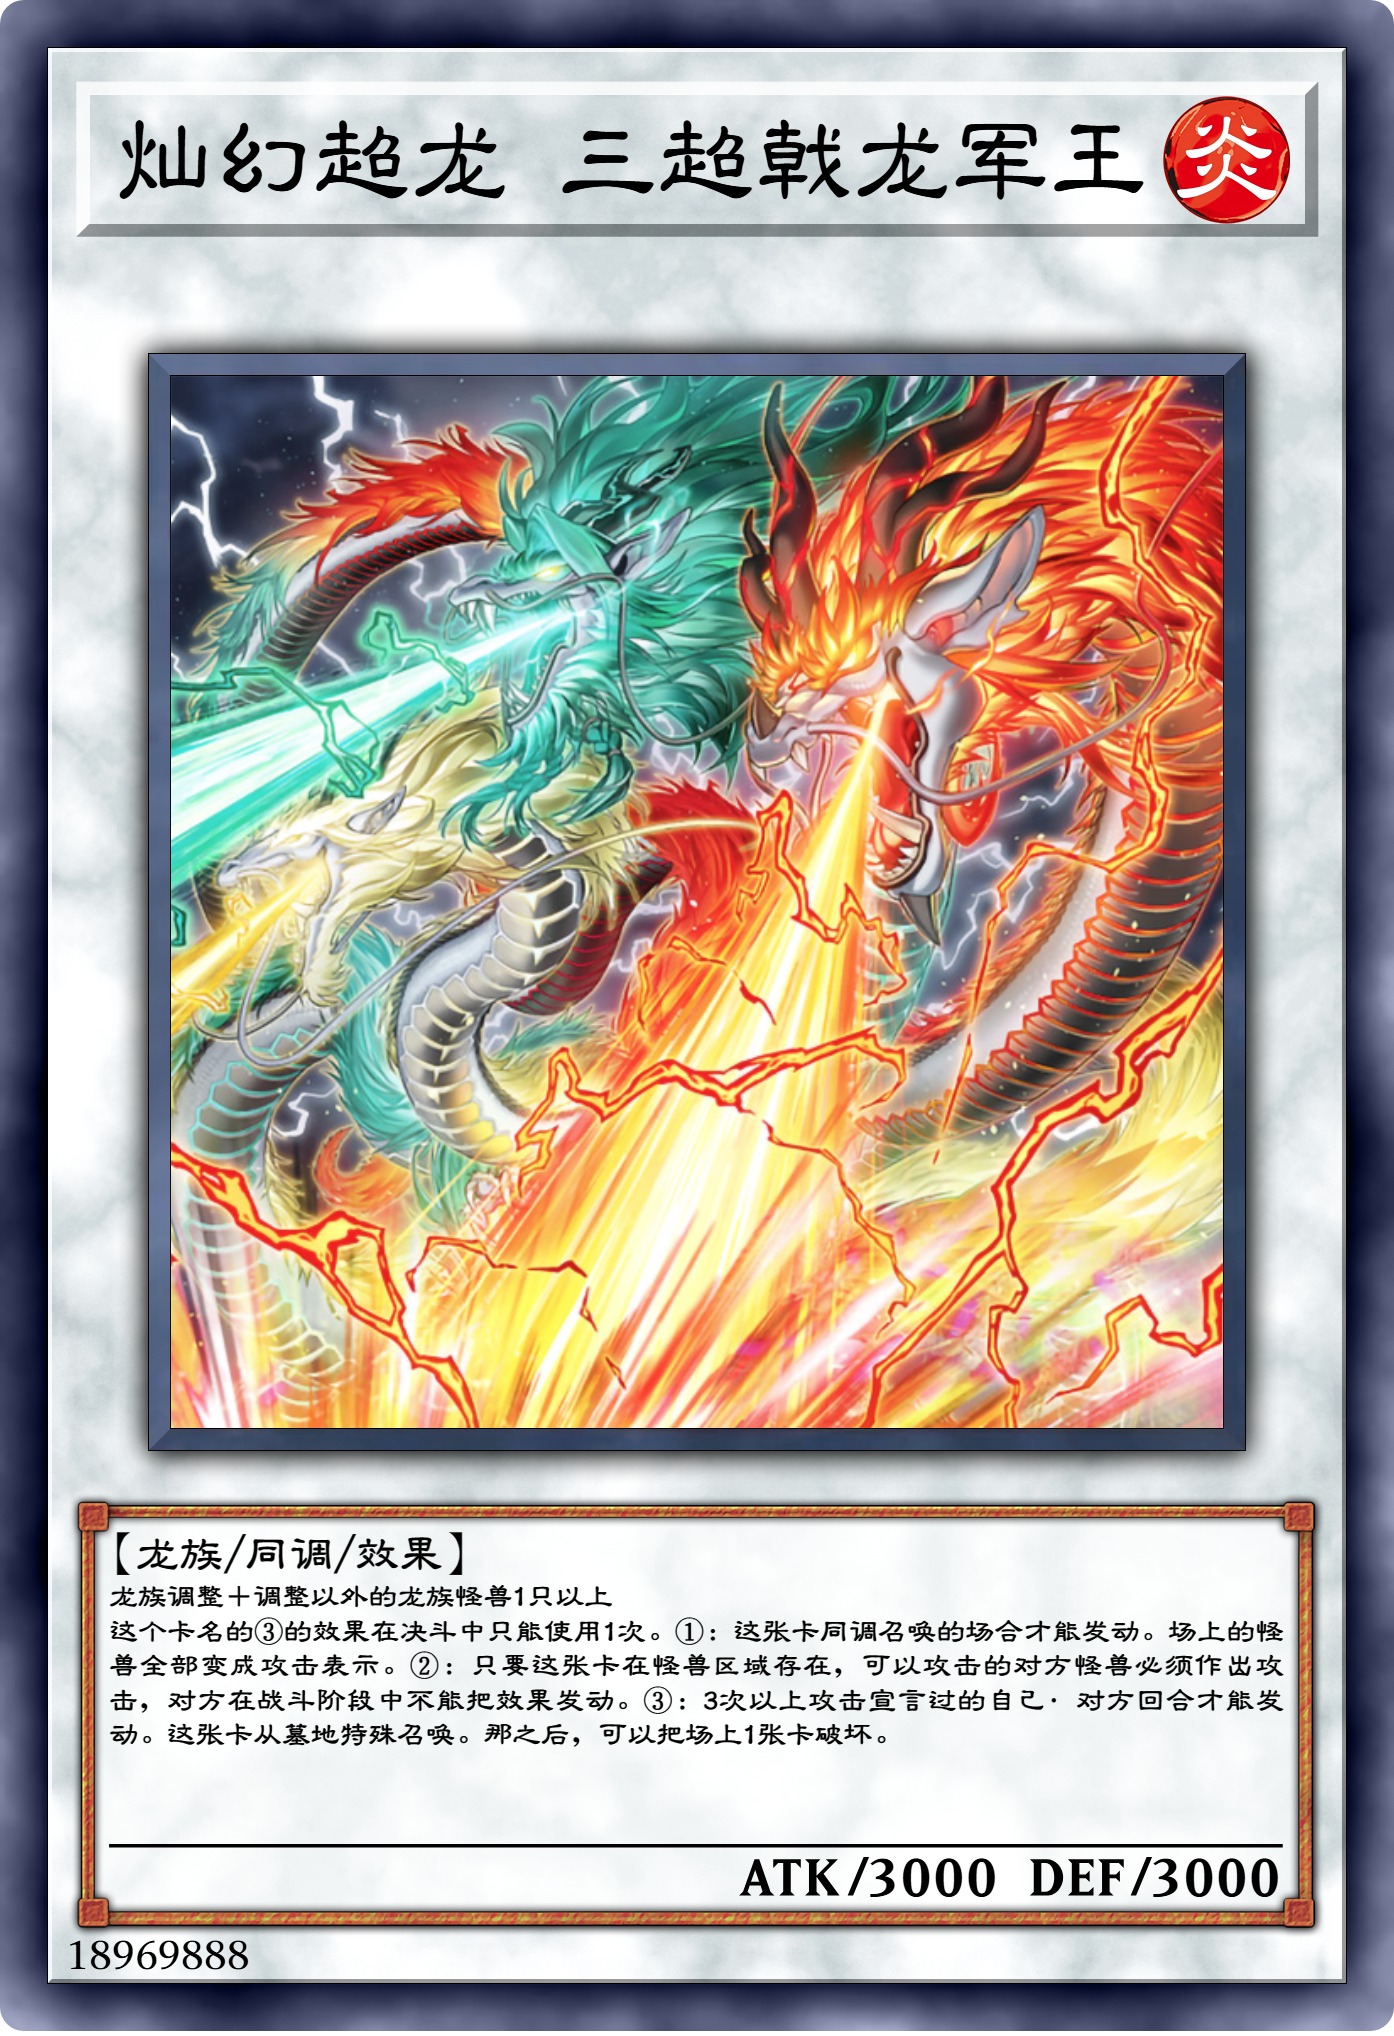 灿幻超龙 三超戟龙军王 炎
【龙族/同调/效果】
龙族调整＋调整以外的龙族怪兽1只以上
这个卡名的③的效果在决斗中只能使用1次。①：这张卡同调召唤的场合才能发动。场上的怪
兽全部变成攻击表示。②：只要这张卡在怪兽区域存在，可以攻击的对方怪兽必须作出攻
击，对方在战斗阶段中不能把效果发动。③：3次以上攻击宣言过的自己·对方回合才能发
动。这张卡从墓地特殊召唤。那之后，可以把场上1张卡破坏。
ATK/3000 DEF/3000
18969888